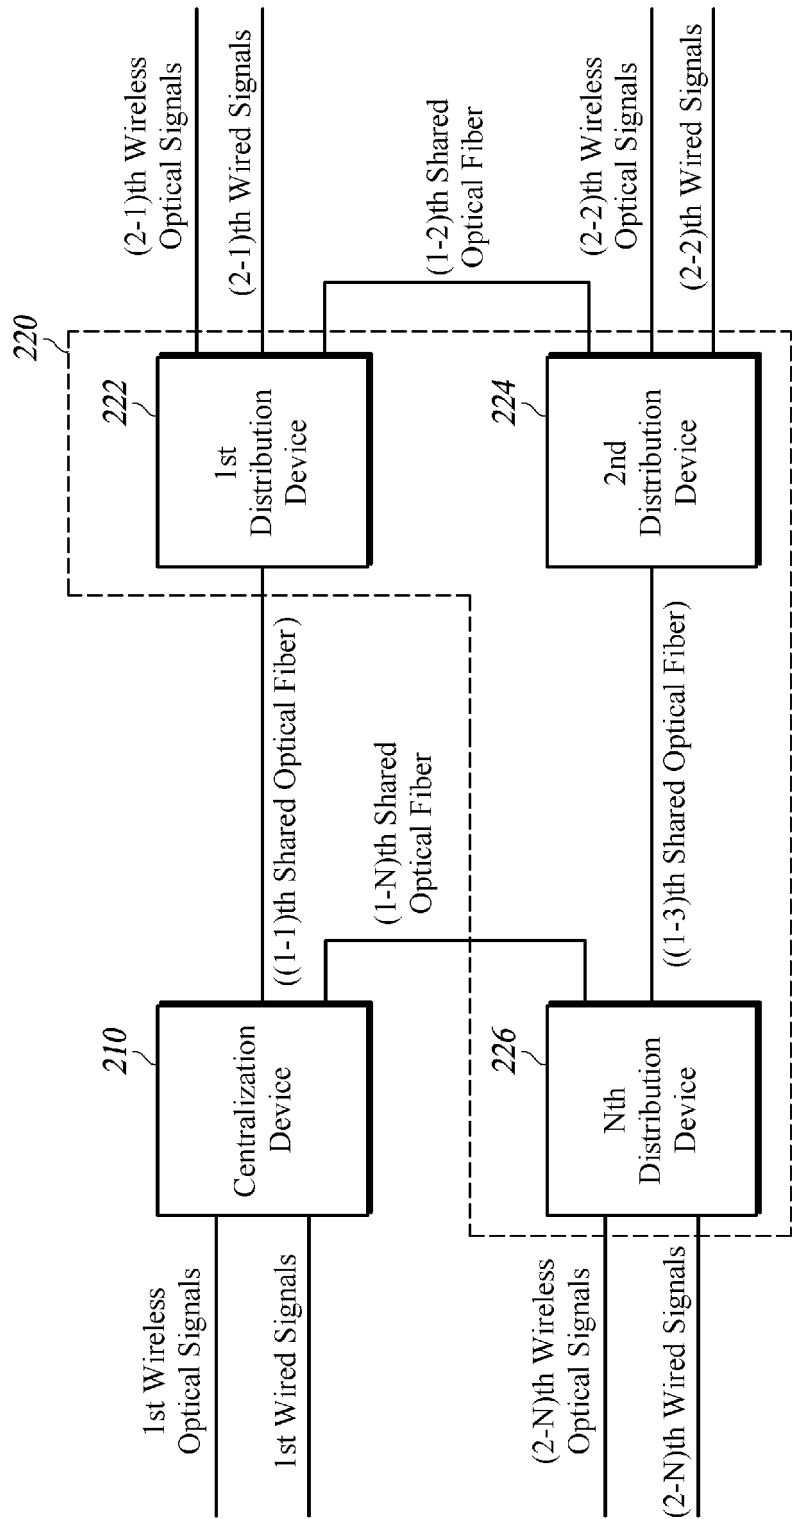 220
1st Wireless
Optical Signals
1st Wired Signals
210
Centralization
Device
((1-1)th Shared Optical Fiber)
222
1st
Distribution
Device
(2-1)th Wireless
Optical Signals
(2-1)th Wired Signals
(1-N)th Shared
Optical Fiber
(1-2)th Shared
Optical Fiber
(2-N)th Wireless
Optical Signals
(2-N)th Wired Signals
226
Nth
Distribution
Device
((1-3)th Shared Optical Fiber)
224
2nd
Distribution
Device
(2-2)th Wireless
Optical Signals
(2-2)th Wired Signals